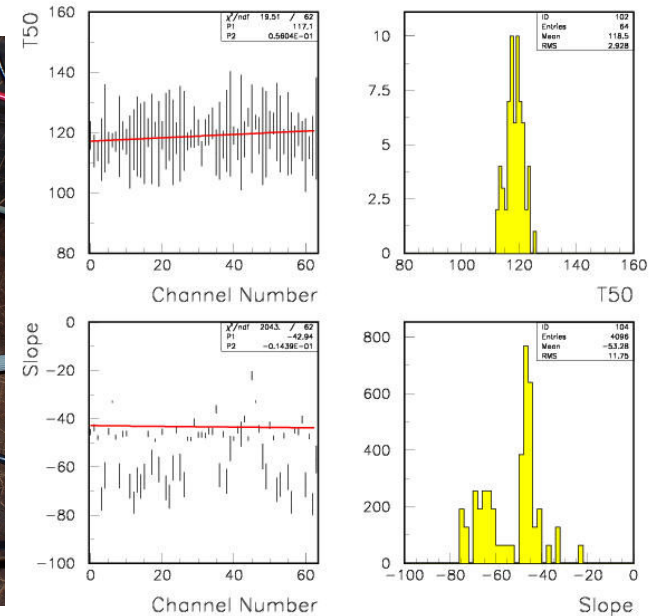 T50
160
140
120
100
80
0
20
40
60
Channel Number
χ²/ndf 19.51 / 62
P1 117.1
P2 0.5604E-01
10
7.5
5
2.5
0
80
100
120
140
160
T50
ID 102
Entries 64
Mean 118.5
RMS 2.928
Slope
0
-20
-40
-60
-80
-100
0
20
40
60
Channel Number
χ²/ndf 2043. / 62
P1 -42.94
P2 -0.1439E-01
800
600
400
200
0
-100
-80
-60
-40
-20
0
Slope
ID 104
Entries 4096
Mean -53.28
RMS 11.75